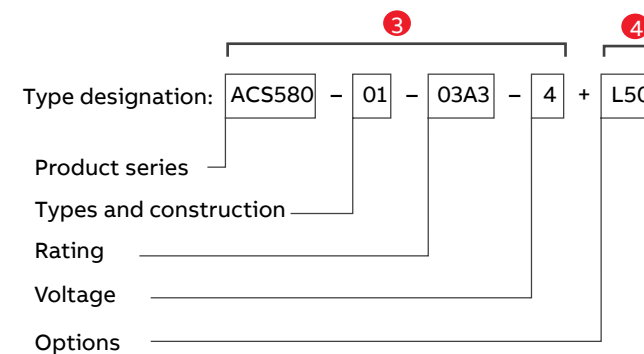 3
4
Type designation: ACS580 – 01 – 03A3 – 4 + L50
Product series
Types and construction
Rating
Voltage
Options